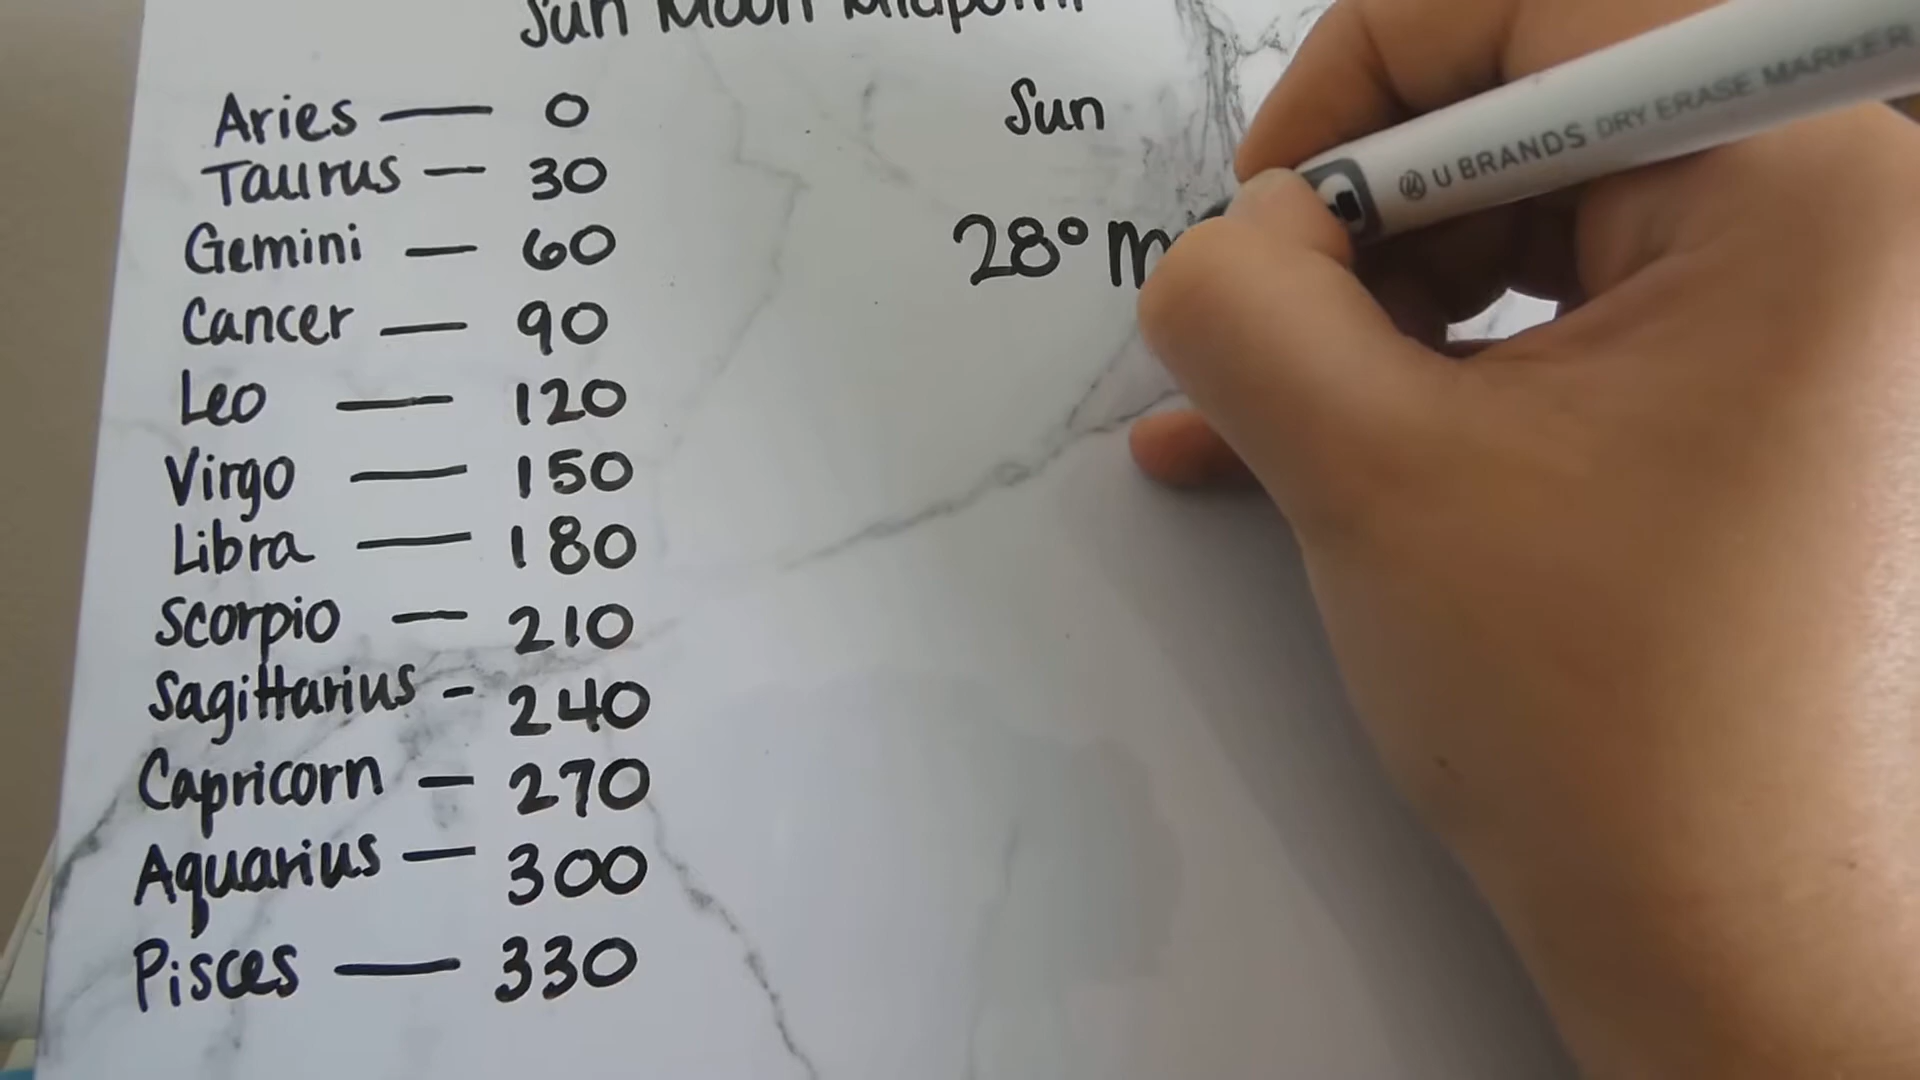 Sun Moon Midpoint
Aries — 0
Taurus — 30
Gemini — 60
Cancer — 90
Leo — 120
Virgo — 150
Libra — 180
Scorpio — 210
Sagittarius - 240
Capricorn — 270
Aquarius — 300
Pisces — 330
Sun
28° m
U BRANDS DRY ERASE MARKER